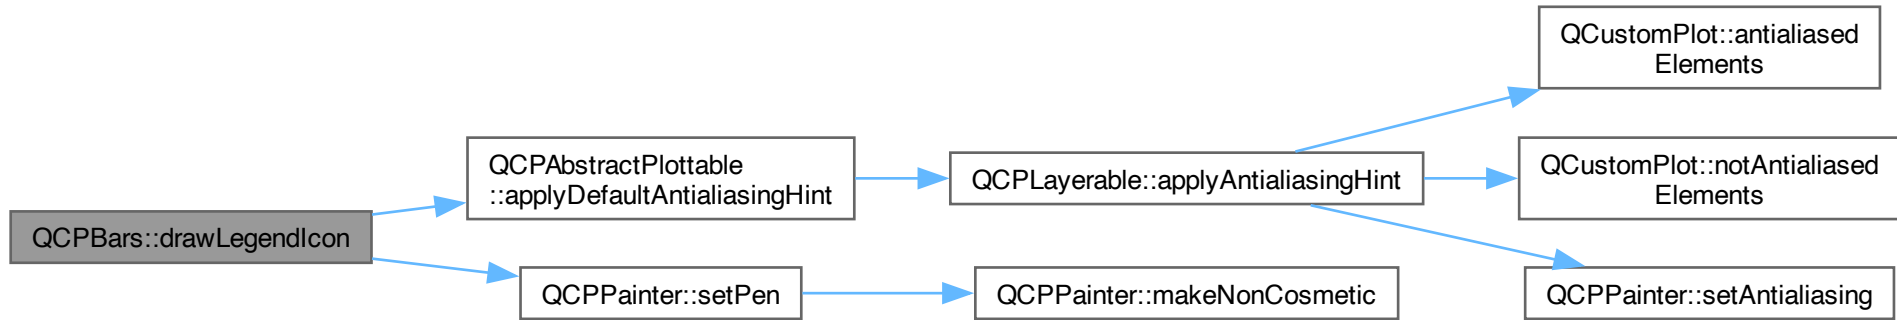 QCPBars::drawLegendIcon
QCPAbstractPlottable
::applyDefaultAntialiasingHint
QCPPainter::setPen
QCPLayerable::applyAntialiasingHint
QCPPainter::makeNonCosmetic
QCustomPlot::antialiased
Elements
QCustomPlot::notAntialiased
Elements
QCPPainter::setAntialiasing